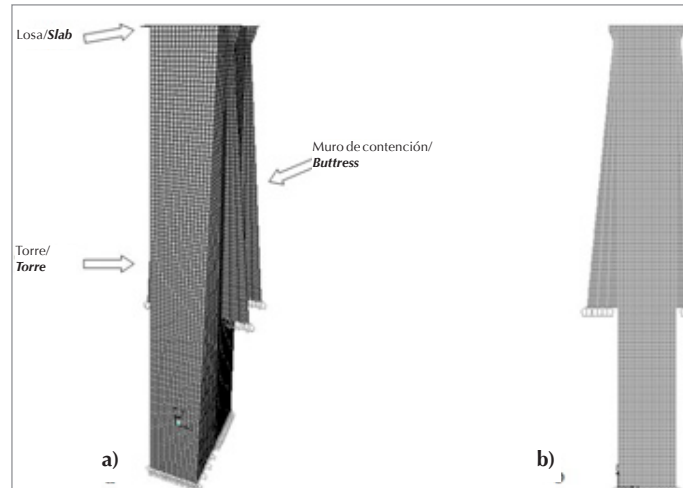 Losa/Slab
Muro de contención/
Buttress
Torre/
Torre
a)
b)